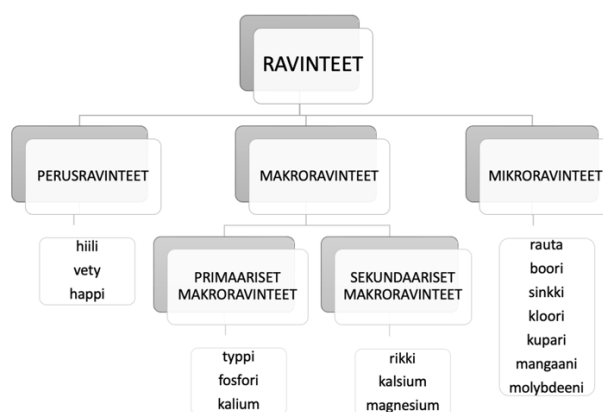 RAVINTEET
PERUSRAVINTEET
MAKRORAVINTEET
MIKRORAVINTEET
hiili
vety
happi
PRIMAARISET
MAKRORAVINTEET
SEKUNDAARISET
MAKRORAVINTEET
typpi
fosfori
kalium
rikki
kalsium
magnesium
rauta
boori
sinkki
kloori
kupari
mangaani
molybdeeni